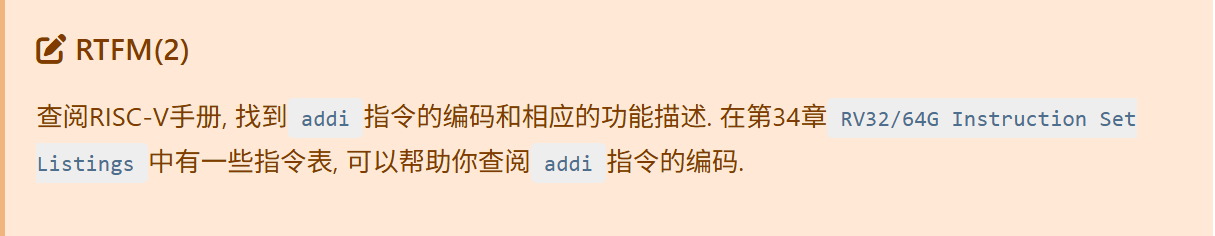 RTFM(2)
查阅RISC-V手册, 找到 addi 指令的编码和相应的功能描述. 在第34章 RV32/64G Instruction Set
Listings 中有一些指令表, 可以帮助你查阅 addi 指令的编码.